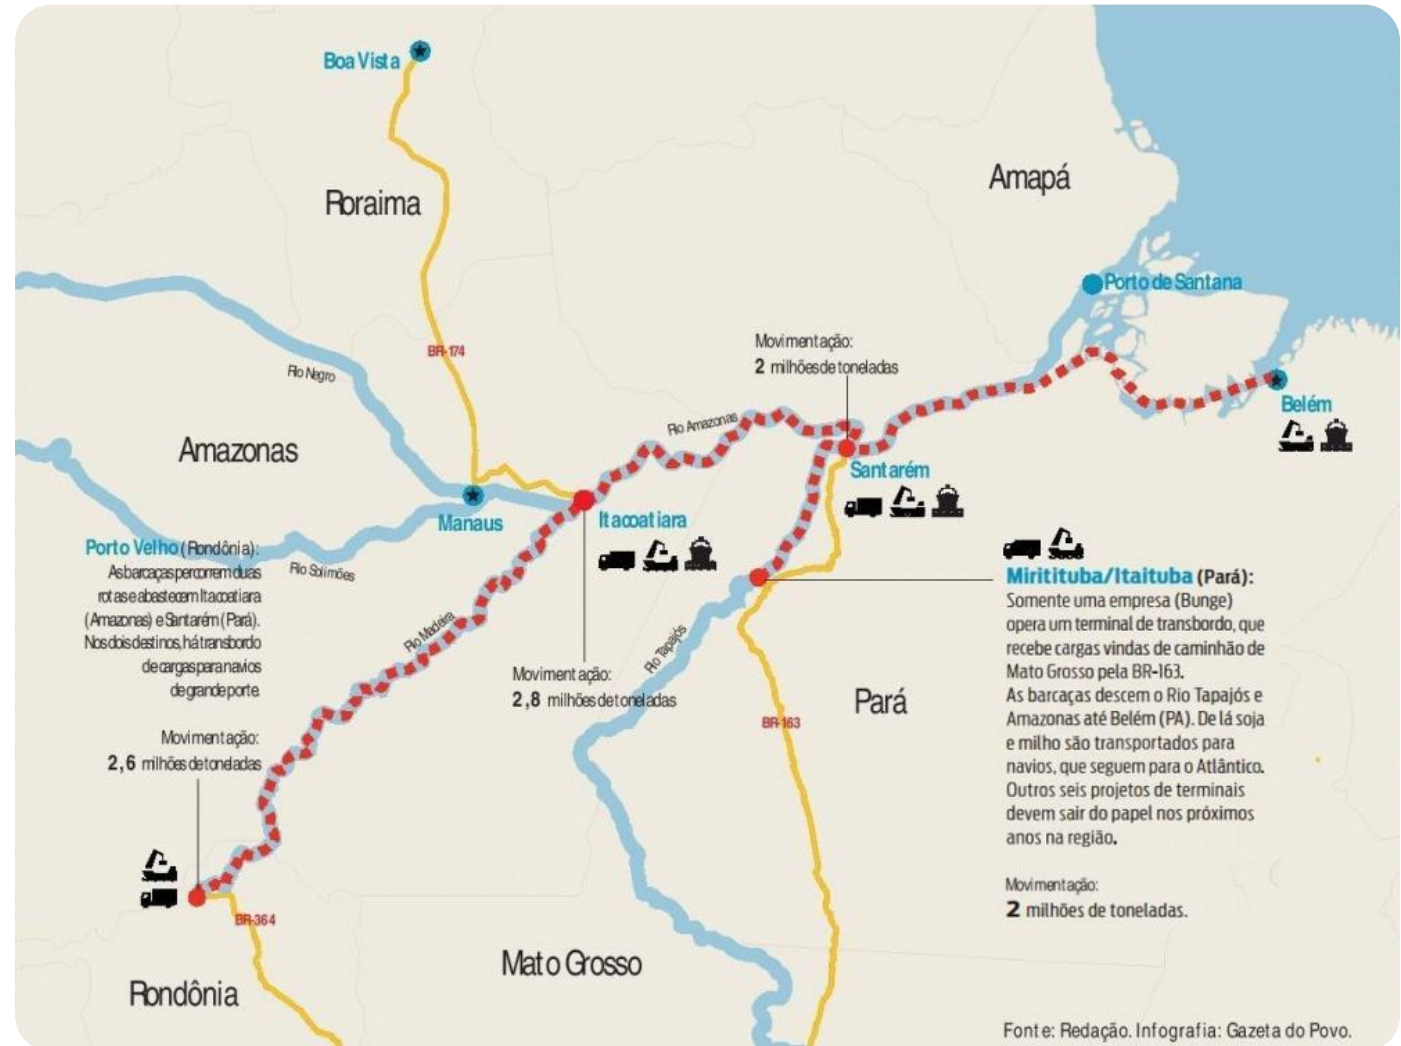 Boa Vista
Roraima
Amapá
Porto de Santana
BR-174
Movimentação:
2 milhões de toneladas
Rio Negro
Rio Amazonas
Belém
Amazonas
Santarém
Manaus
Itacoatiara
Porto Velho (Rondônia):
As barcaças percorrem duas
rotas e abastecem Itacoatiara
(Amazonas) e Santarém (Pará).
Nos dois destinos, há transbordo
de cargas para navios
de grande porte.
Movimentação:
2,6 milhões de toneladas
Rio Solimões
Rio Madeira
Rio Tapajós
Movimentação:
2,8 milhões de toneladas
Pará
BR-163
Miritituba/Itaituba (Pará):
Somente uma empresa (Bunge)
opera um terminal de transbordo, que
recebe cargas vindas de caminhão de
Mato Grosso pela BR-163.
As barcaças descem o Rio Tapajós e
Amazonas até Belém (PA). De lá soja
e milho são transportados para
navios, que seguem para o Atlântico.
Outros seis projetos de terminais
devem sair do papel nos próximos
anos na região.
Movimentação:
2 milhões de toneladas.
BR-364
Mato Grosso
Rondônia
Fonte: Redação. Infografia: Gazeta do Povo.